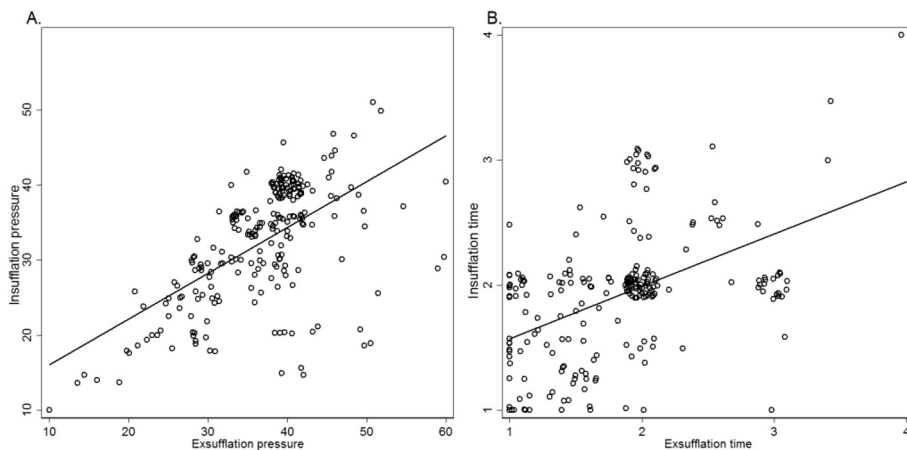 A.
Insufflation pressure
50
40
30
20
10
10 20 30 40 50 60
Exsufflation pressure
B.
Insufflation time
4
3
2
1
1 2 3 4
Exsufflation time